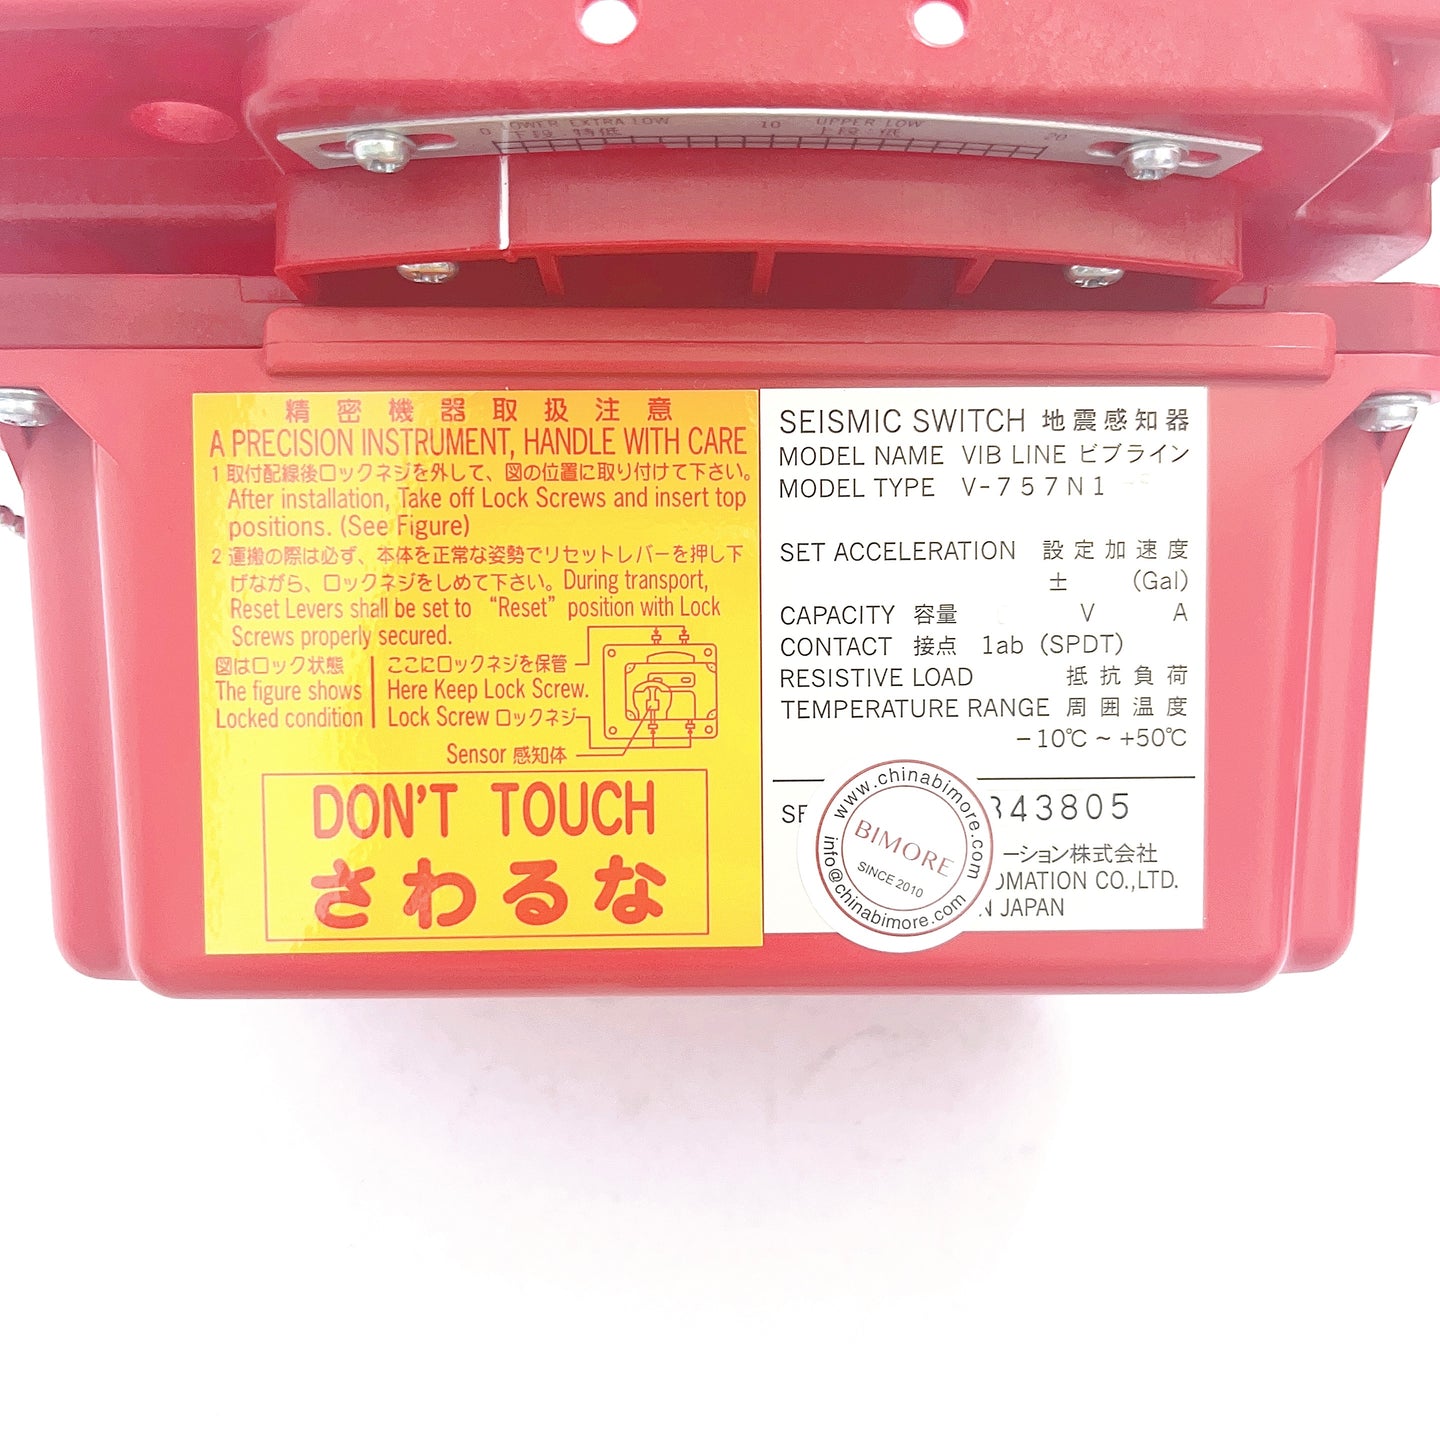 0 LOWER EXTRA LOW 10 UPPER LOW 20
下段:特低 上段:低
精密機器取扱注意
A PRECISION INSTRUMENT, HANDLE WITH CARE
1 取付配線後ロックネジを外して、図の位置に取り付けて下さい。
After installation, Take off Lock Screws and insert top
positions. (See Figure)
2 運搬の際は必ず、本体を正常な姿勢でリセットレバーを押し下
げながら、ロックネジをしめて下さい。During transport,
Reset Levers shall be set to “Reset” position with Lock
Screws properly secured.
図はロック状態
The figure shows
Locked condition
ここにロックネジを保管
Here Keep Lock Screw.
Lock Screw ロックネジ
Sensor 感知体
DON'T TOUCH
さわるな
SEISMIC SWITCH 地震感知器
MODEL NAME VIB LINE ビブライン
MODEL TYPE V-757N1
SET ACCELERATION 設定加速度
± (Gal)
CAPACITY 容量 V A
CONTACT 接点 1ab (SPDT)
RESISTIVE LOAD 抵抗負荷
TEMPERATURE RANGE 周囲温度
-10℃ ~ +50℃
SE 343805
ーション株式会社
OMATION CO.,LTD.
N JAPAN
www.chinabimore.com
BIMORE
SINCE 2010
info@chinabimore.com